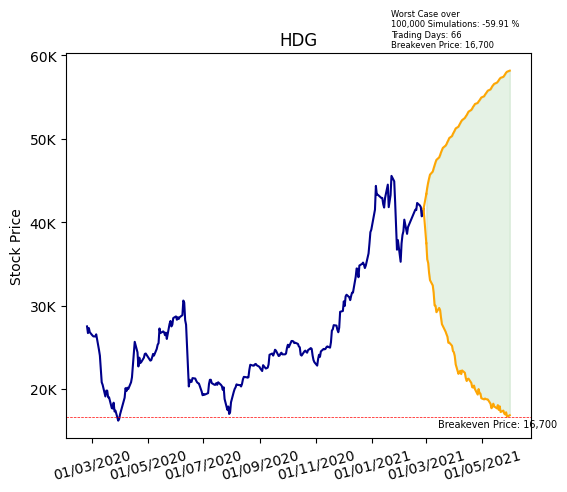 Worst Case over
100,000 Simulations: -59.91 %
Trading Days: 66
Breakeven Price: 16,700
HDG
60K
50K
40K
30K
20K
Stock Price
Breakeven Price: 16,700
01/03/2020
01/05/2020
01/07/2020
01/09/2020
01/11/2020
01/01/2021
01/03/2021
01/05/2021